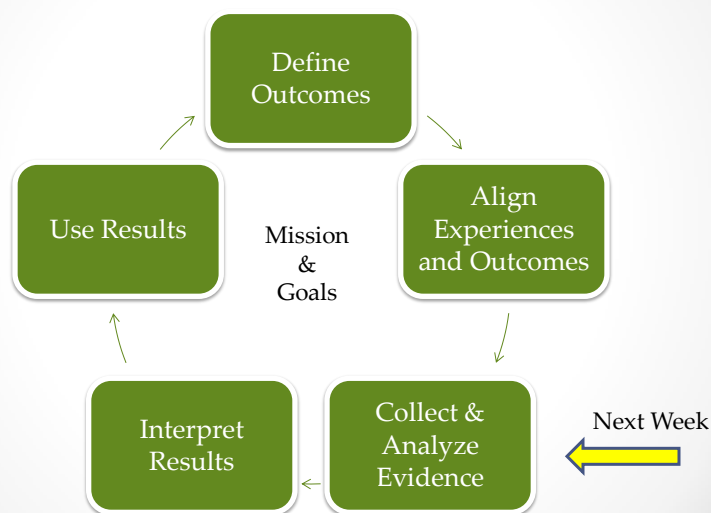 Define
Outcomes
Align
Experiences
and Outcomes
Use Results
Mission
&
Goals
Collect &
Analyze
Evidence
Interpret
Results
Next Week